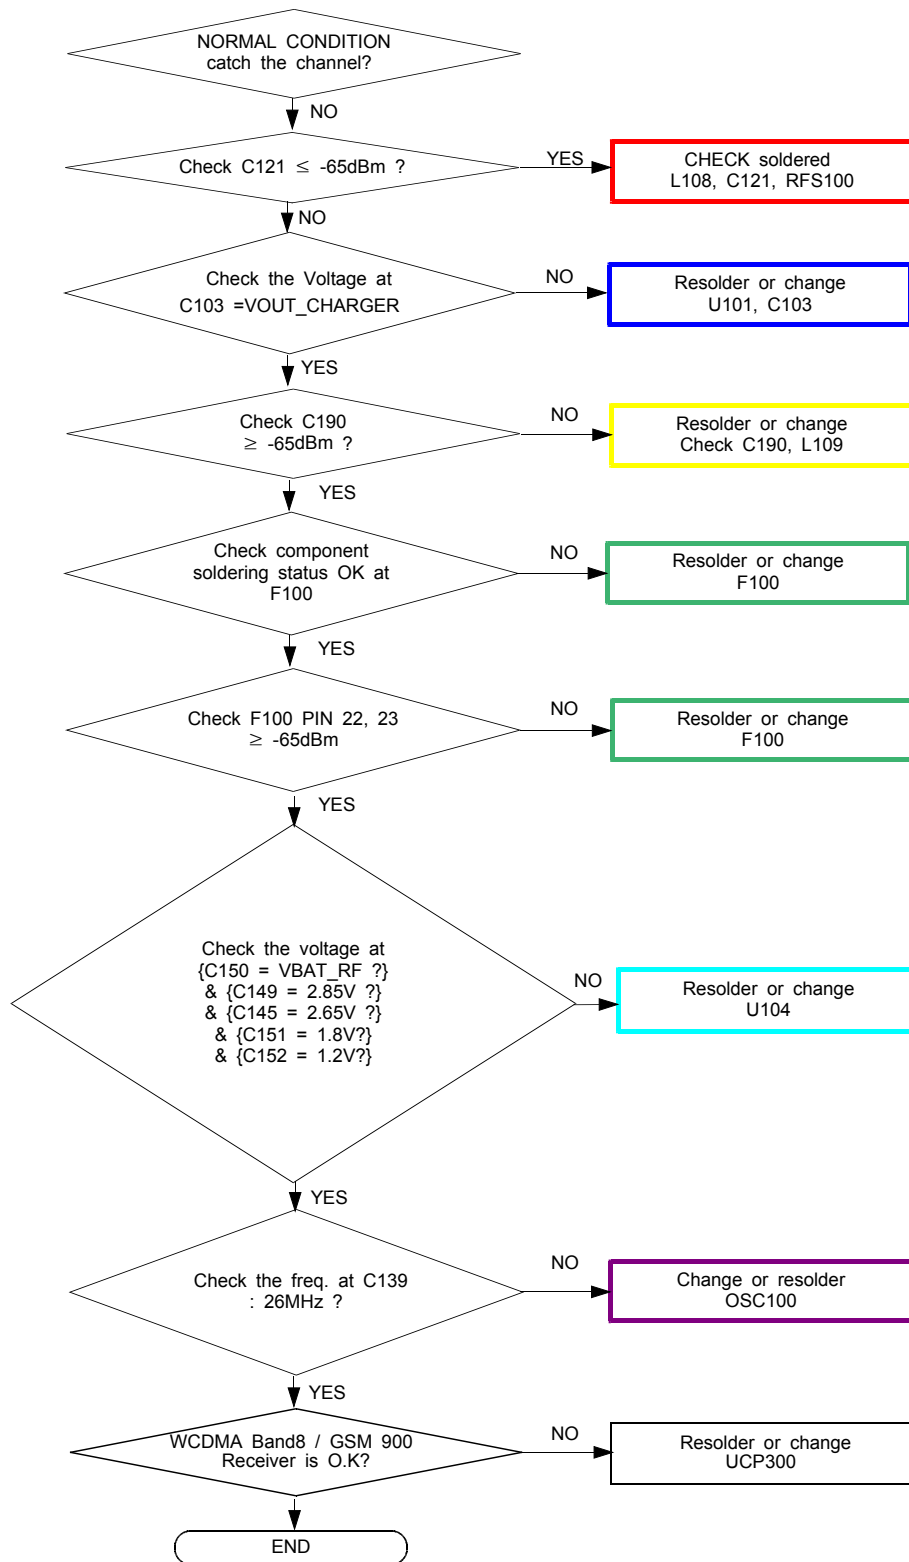 NORMAL CONDITION
catch the channel?
NO
Check C121 ≤ -65dBm ?
YES
CHECK soldered
L108, C121, RFS100
NO
Check the Voltage at
C103 =VOUT_CHARGER
NO
Resolder or change
U101, C103
YES
Check C190
≥ -65dBm ?
NO
Resolder or change
Check C190, L109
YES
Check component
soldering status OK at
F100
NO
Resolder or change
F100
YES
Check F100 PIN 22, 23
≥ -65dBm
NO
Resolder or change
F100
YES
Check the voltage at
{C150 = VBAT_RF ?}
& {C149 = 2.85V ?}
& {C145 = 2.65V ?}
& {C151 = 1.8V?}
& {C152 = 1.2V?}
NO
Resolder or change
U104
YES
Check the freq. at C139
: 26MHz ?
NO
Change or resolder
OSC100
YES
WCDMA Band8 / GSM 900
Receiver is O.K?
NO
Resolder or change
UCP300
END